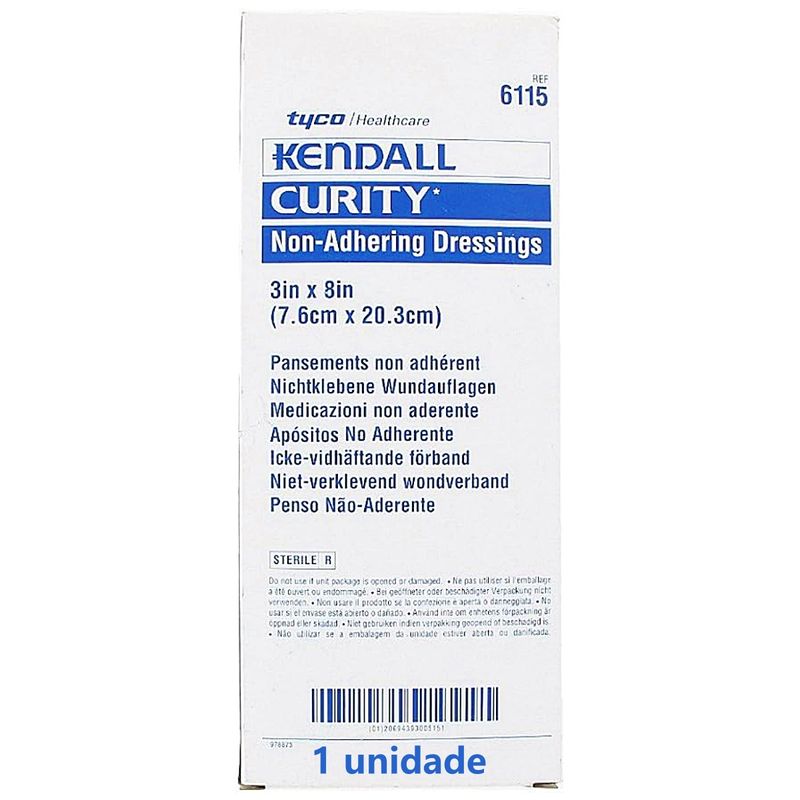 REF
6115
tyco / Healthcare
KENDALL
CURITY*
Non-Adhering Dressings
3in x 8in
(7.6cm x 20.3cm)
Pansements non adhérent
Nichtklebene Wundauflagen
Medicazioni non aderente
Apósitos No Adherente
Icke-vidhäftande förband
Niet-verklevend wondverband
Penso Não-Aderente
STERILE R
Do not use if unit package is opened or damaged. • Ne pas utiliser si l'emballage
a été ouvert ou endommagé. • Bei geöffneter oder beschädigter Verpackung nicht
verwenden. • Non usare il prodotto se la confezione è aperta o danneggiata. • No
usar si el envase está abierto o dañado. • Använd inte om enhetens förpackning är
öppnad eller skadad. • Niet gebruiken indien verpakking geopend of beschadigd is.
• Não utilizar se a embalagem da unidade estiver aberta ou danificada.
978873
1 unidade